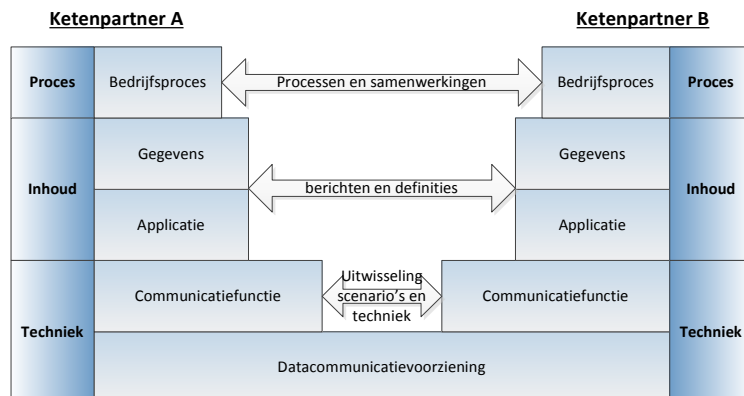 Ketenpartner A
Ketenpartner B
Proces
Bedrijfsproces
Processen en samenwerkingen
Bedrijfsproces
Proces
Gegevens
Gegevens
Inhoud
berichten en definities
Inhoud
Applicatie
Applicatie
Communicatiefunctie
Uitwisseling
scenario's en
techniek
Communicatiefunctie
Techniek
Techniek
Datacommunicatievoorziening